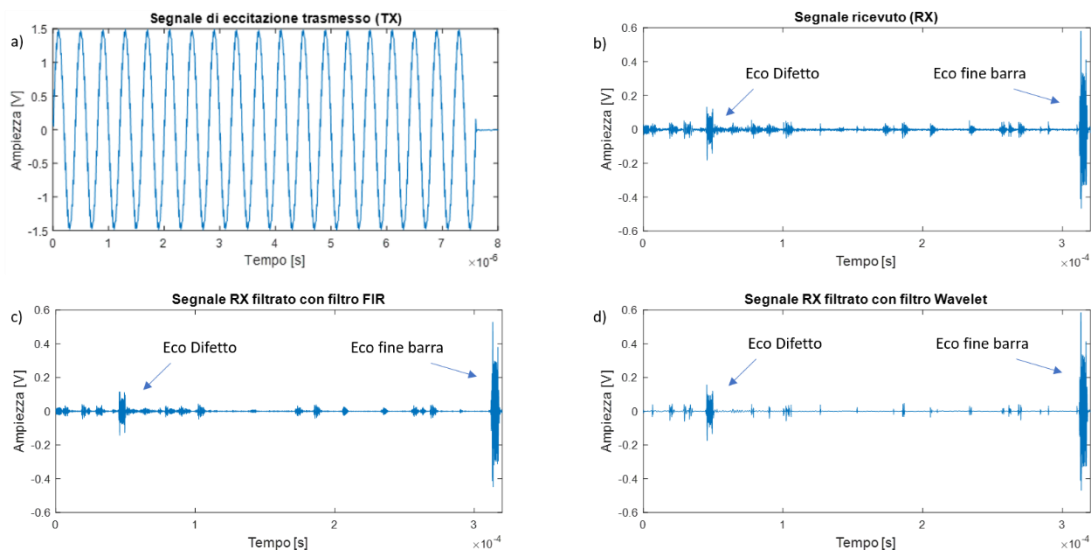 Segnale di eccitazione trasmesso (TX)
a)
Ampiezza [V]
1.5
1
0.5
0
-0.5
-1
-1.5
0 1 2 3 4 5 6 7 8
Tempo [s]
×10⁻⁶
Segnale ricevuto (RX)
b)
Ampiezza [V]
0.6
0.4
0.2
0
-0.2
-0.4
-0.6
Eco Difetto
Eco fine barra
0 1 2 3
Tempo [s]
×10⁻⁴
Segnale RX filtrato con filtro FIR
c)
Ampiezza [V]
0.6
0.4
0.2
0
-0.2
-0.4
-0.6
Eco Difetto
Eco fine barra
0 1 2 3
Tempo [s]
×10⁻⁴
Segnale RX filtrato con filtro Wavelet
d)
Ampiezza [V]
0.6
0.4
0.2
0
-0.2
-0.4
-0.6
Eco Difetto
Eco fine barra
0 1 2 3
Tempo [s]
×10⁻⁴